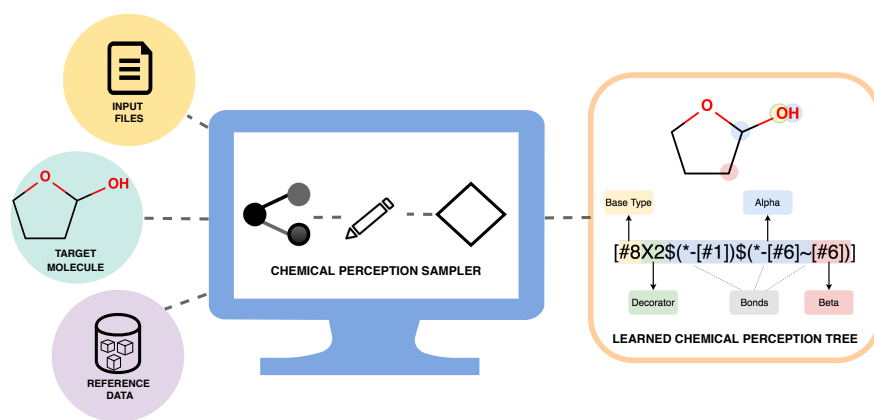 INPUT
FILES
O
OH
TARGET
MOLECULE
REFERENCE
DATA
CHEMICAL PERCEPTION SAMPLER
O
OH
Base Type
Alpha
[#8X2$(*-[#1])$(*-[#6]~[#6])]
Decorator
Bonds
Beta
LEARNED CHEMICAL PERCEPTION TREE